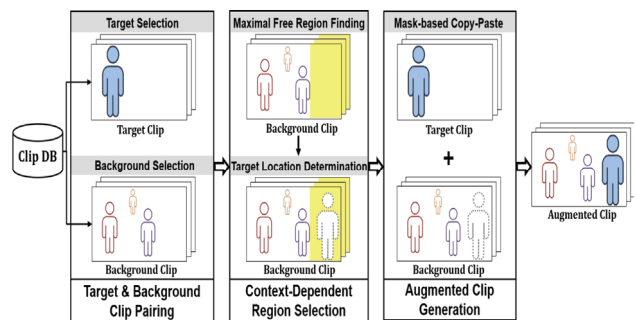 Target Selection
Target Clip
Clip DB
Background Selection
Background Clip
Target & Background
Clip Pairing
Maximal Free Region Finding
Background Clip
Target Location Determination
Background Clip
Context-Dependent
Region Selection
Mask-based Copy-Paste
Target Clip
+
Background Clip
Augmented Clip
Generation
Augmented Clip